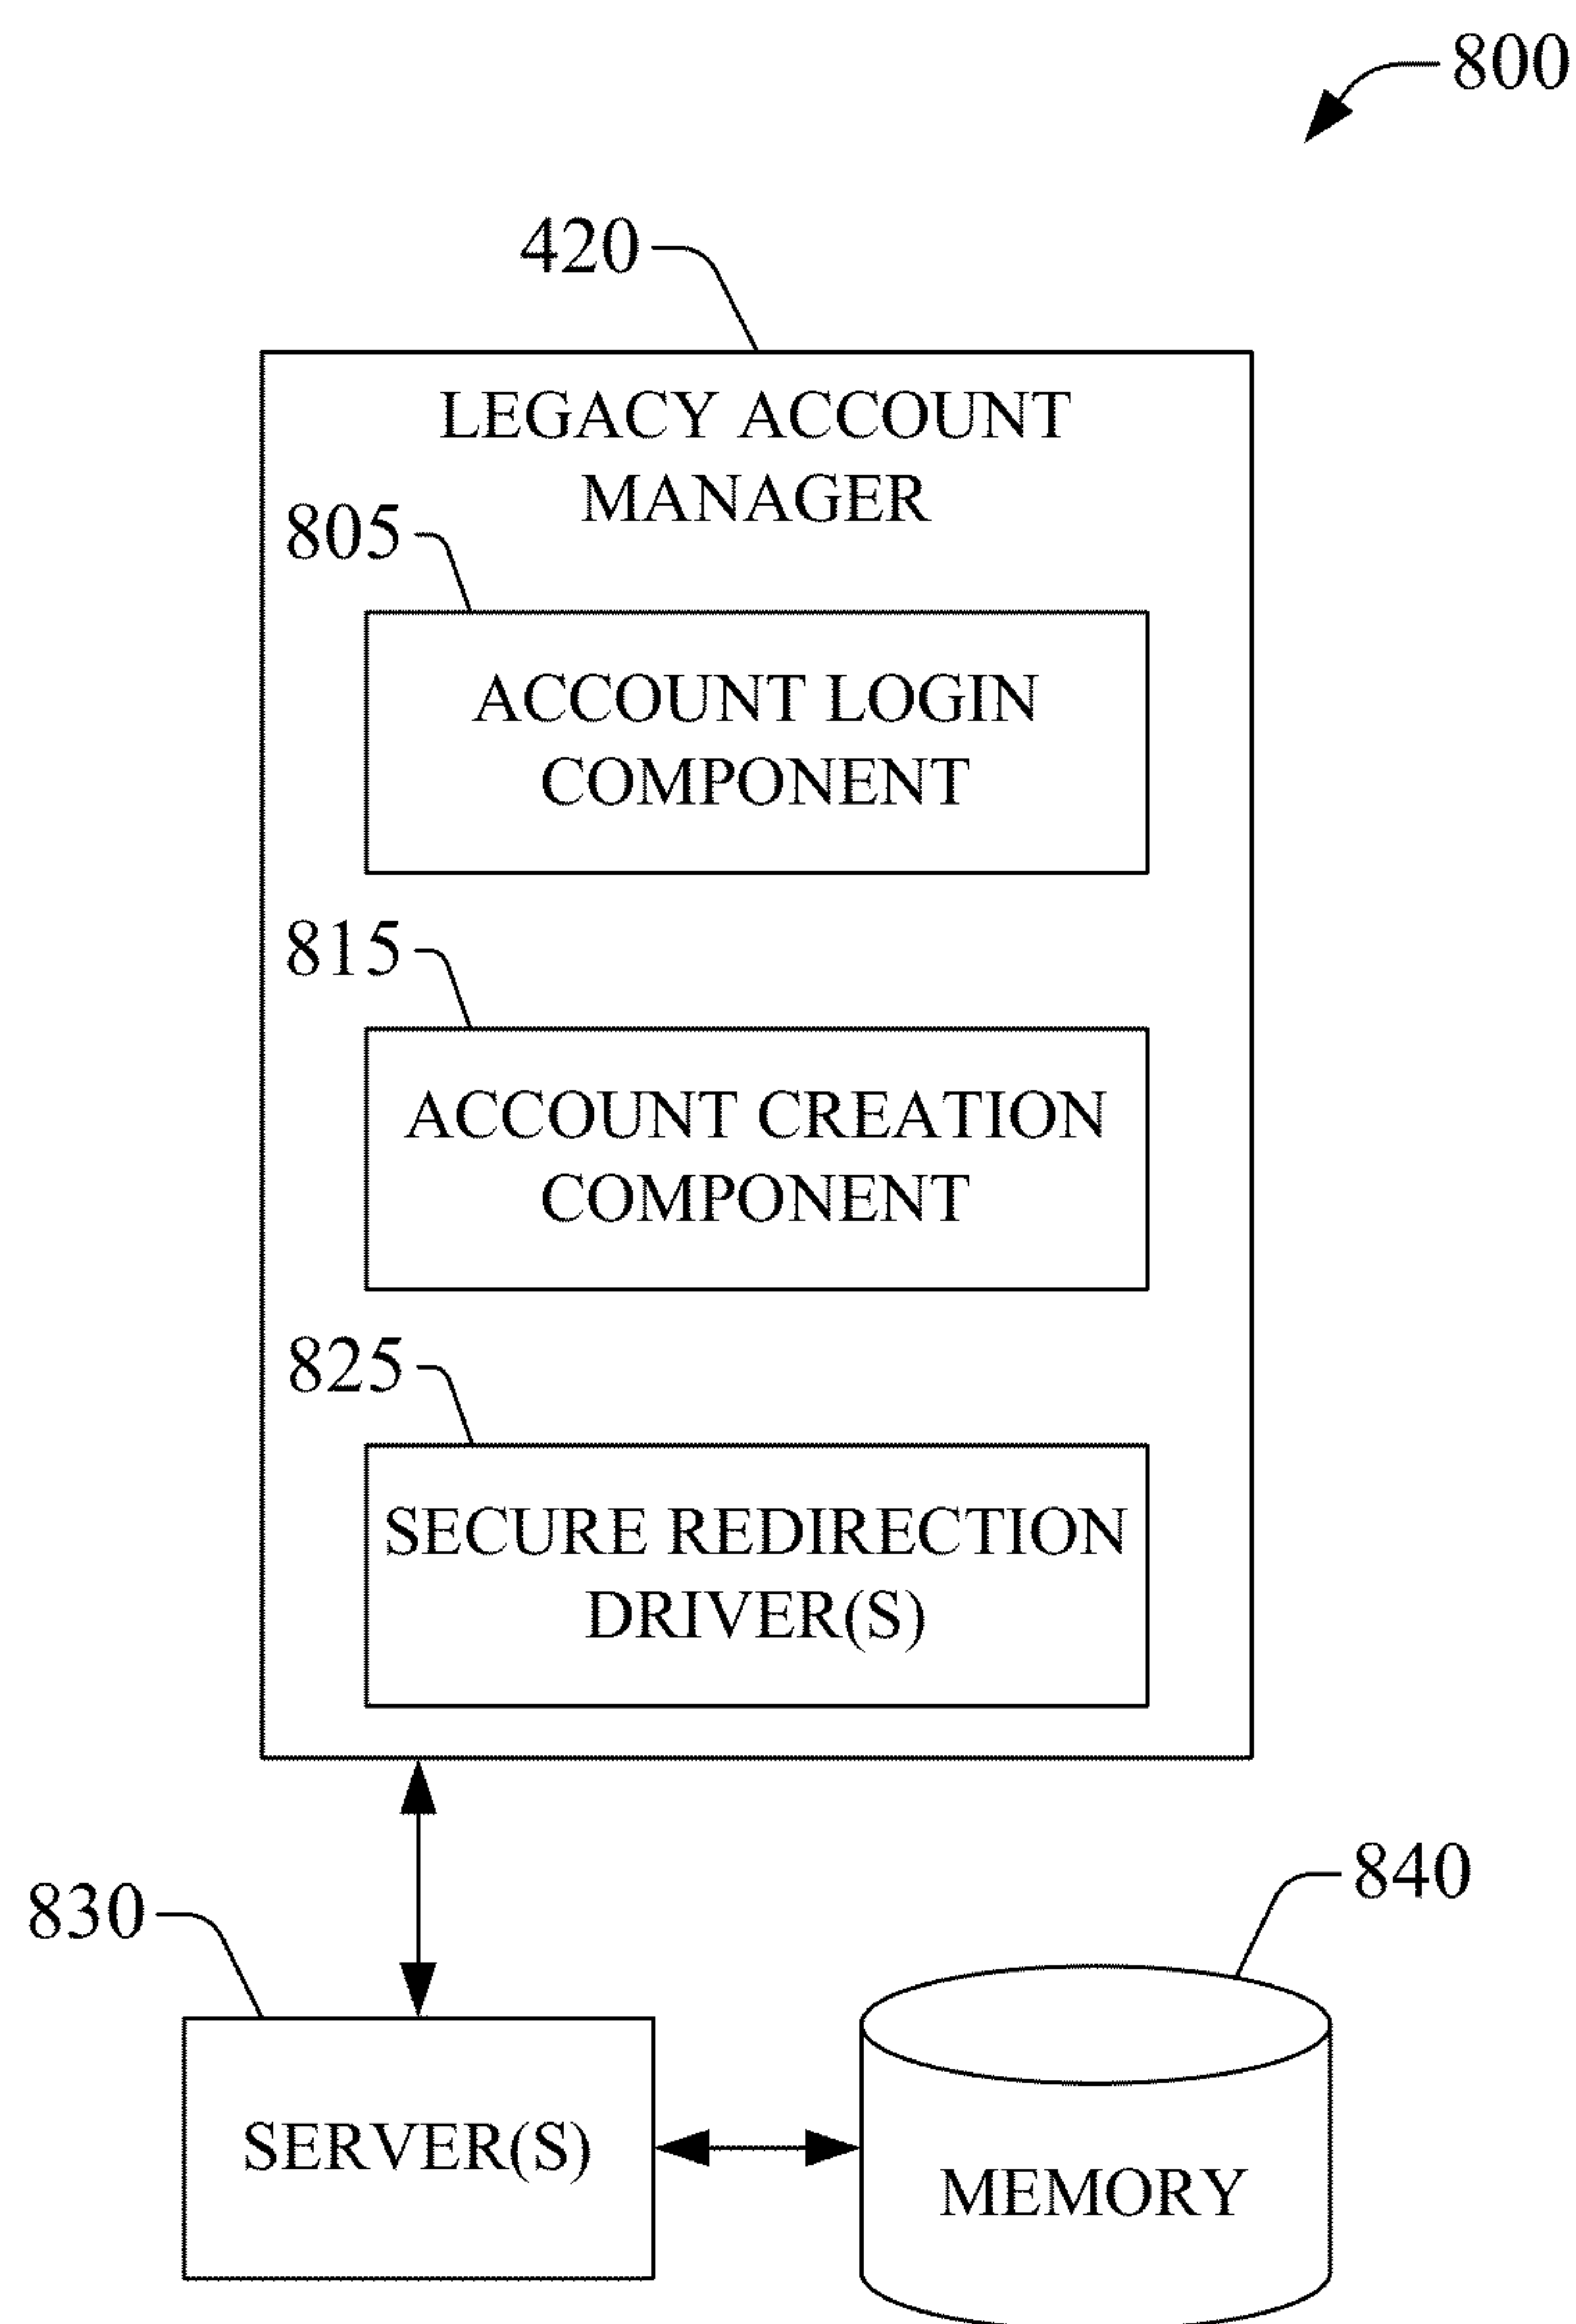 800
420
LEGACY ACCOUNT
MANAGER
805
ACCOUNT LOGIN
COMPONENT
815
ACCOUNT CREATION
COMPONENT
825
SECURE REDIRECTION
DRIVER(S)
830
840
SERVER(S)
MEMORY